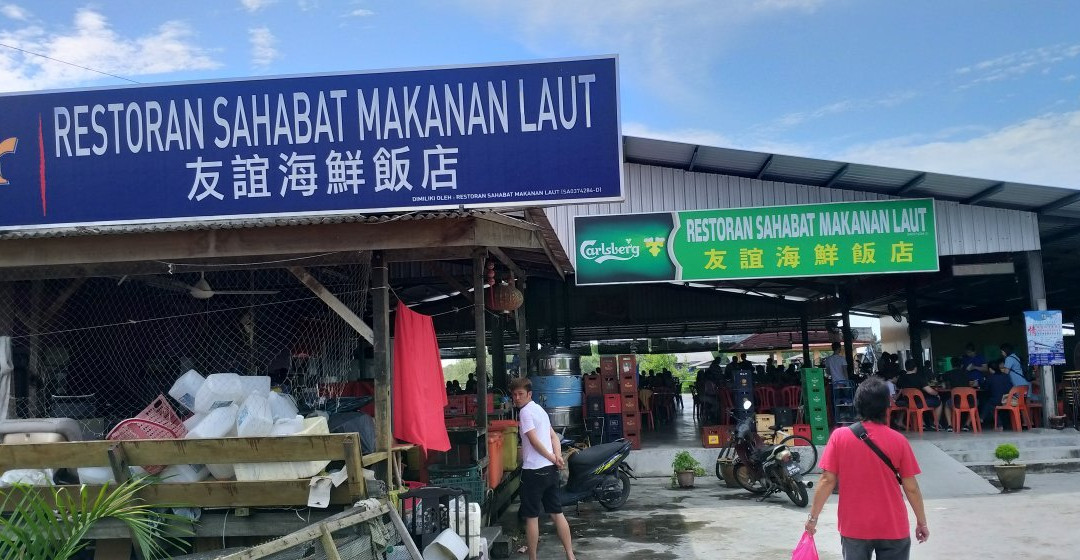 RESTORAN SAHABAT MAKANAN LAUT
友誼海鮮飯店
DIMILIKI OLEH : RESTORAN SAHABAT MAKANAN LAUT (SA0374284-D)
Carlsberg
RESTORAN SAHABAT MAKANAN LAUT
友誼海鮮飯店